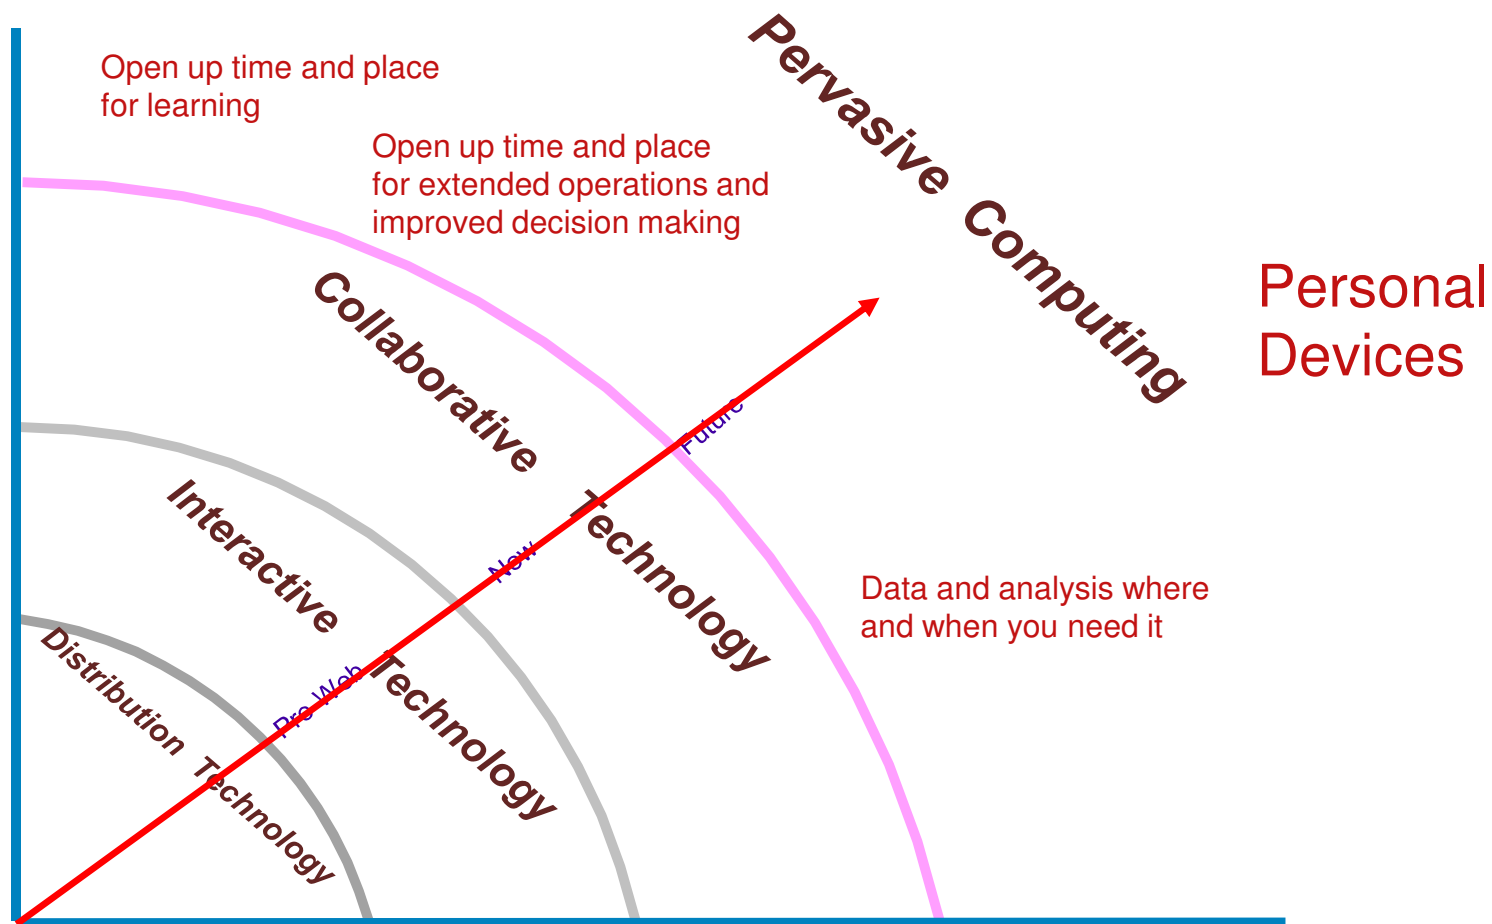 Open up time and place
for learning
Open up time and place
for extended operations and
improved decision making
Pervasive Computing
Personal
Devices
Collaborative Technology
Future
Interactive Technology
Now
Data and analysis where
and when you need it
Distribution Technology
Pre Web